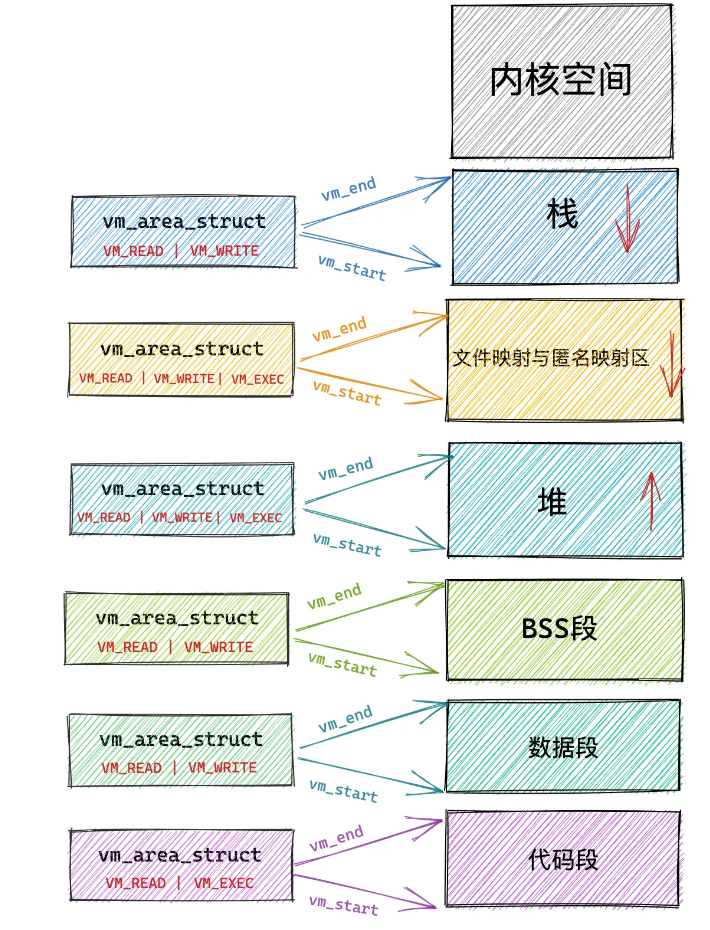 内核空间
vm_area_struct
VM_READ | VM_WRITE
vm_end
vm_start
栈
vm_area_struct
VM_READ | VM_WRITE | VM_EXEC
vm_end
vm_start
文件映射与匿名映射区
vm_area_struct
VM_READ | VM_WRITE | VM_EXEC
vm_end
vm_start
堆
vm_area_struct
VM_READ | VM_WRITE
vm_end
vm_start
BSS段
vm_area_struct
VM_READ | VM_WRITE
vm_end
vm_start
数据段
vm_area_struct
VM_READ | VM_EXEC
vm_end
vm_start
代码段